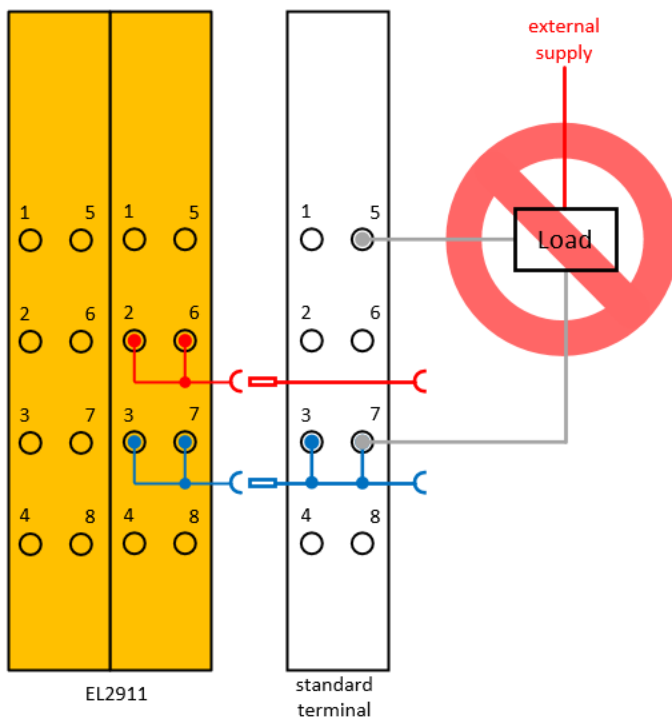 external
supply
1 5 1 5 1 5
Load
2 6 2 6 2 6
3 7 3 7 3 7
4 8 4 8 4 8
EL2911
standard
terminal